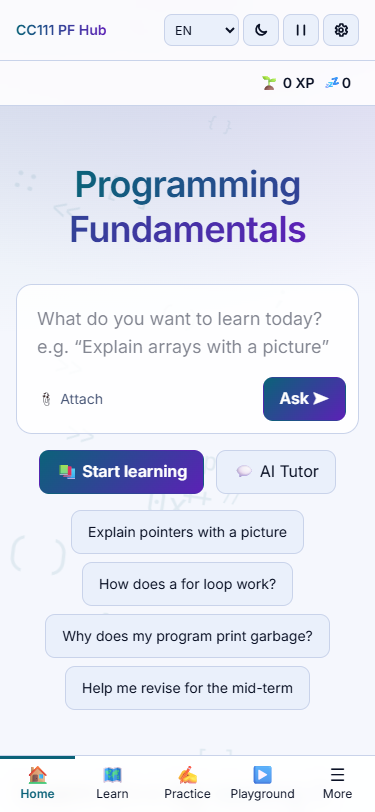 CC111 PF Hub
EN
0 XP
0
Programming
Fundamentals
What do you want to learn today?
e.g. “Explain arrays with a picture”
Attach
Ask ➤
Start learning
AI Tutor
Explain pointers with a picture
How does a for loop work?
Why does my program print garbage?
Help me revise for the mid-term
Home
Learn
Practice
Playground
More